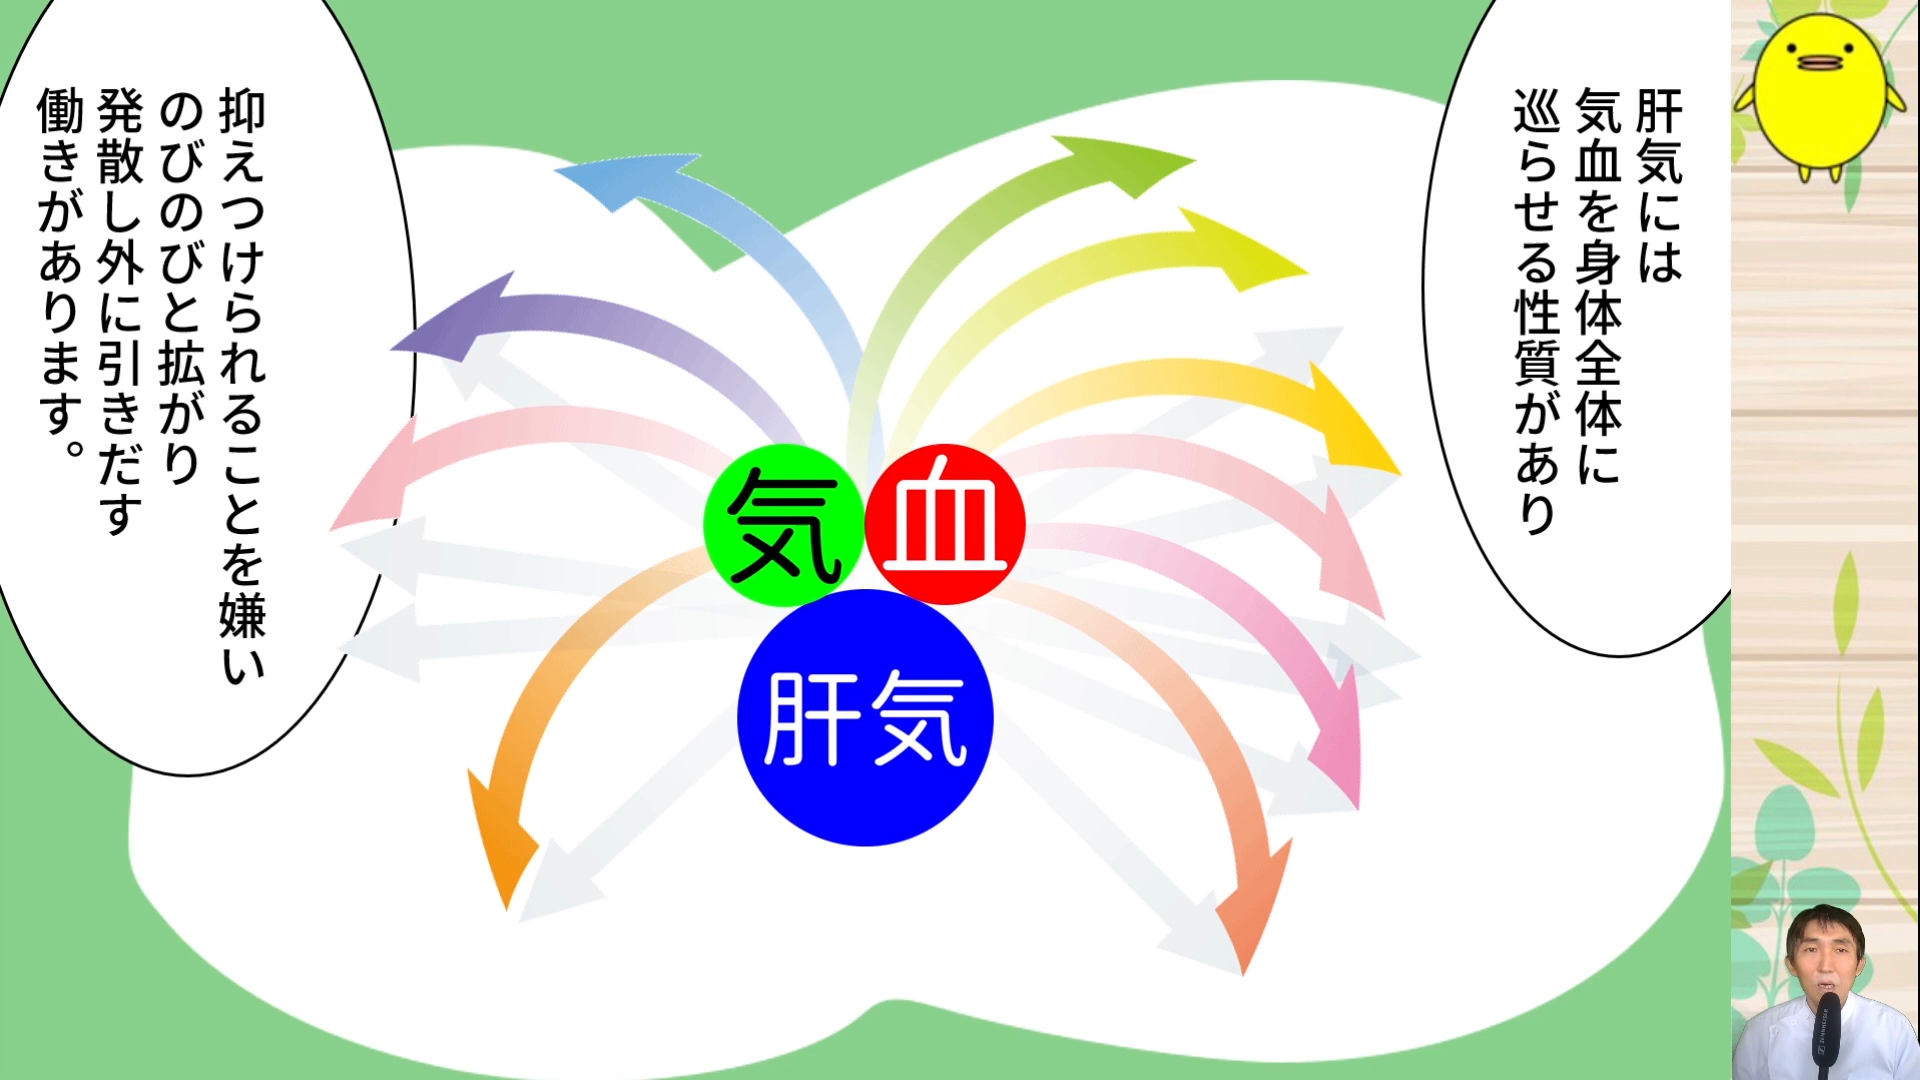 肝気には
気血を身体全体に
巡らせる性質があり
抑えつけられることを嫌い
のびのびと拡がり
発散し外に引きだす
働きがあります。
気
血
肝気